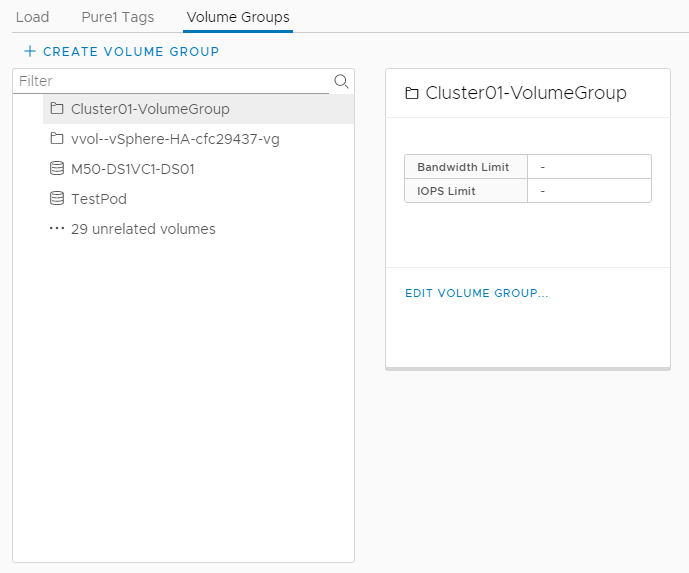 Load Pure1 Tags Volume Groups
+ CREATE VOLUME GROUP
Filter
Cluster01-VolumeGroup
vvol--vSphere-HA-cfc29437-vg
M50-DS1VC1-DS01
TestPod
··· 29 unrelated volumes
Cluster01-VolumeGroup
Bandwidth Limit -
IOPS Limit -
EDIT VOLUME GROUP...